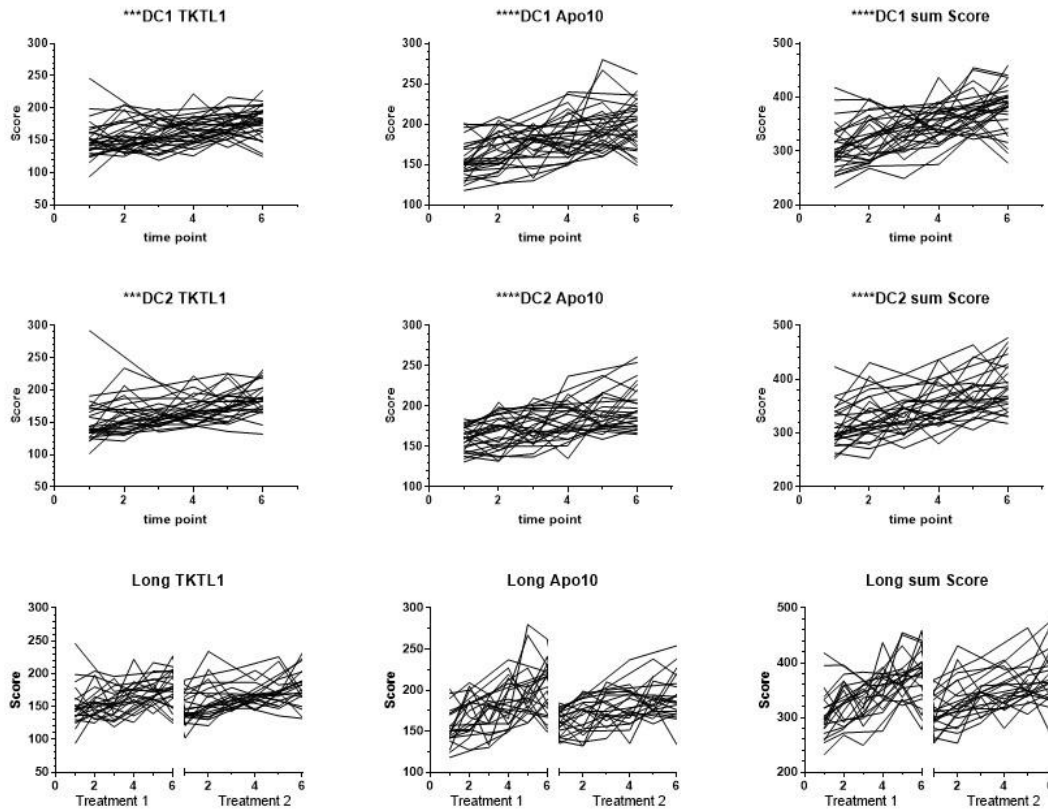 ***DC1 TKTL1
300
250
200
150
100
50
Score
0 2 4 6
time point
****DC1 Apo10
300
250
200
150
100
Score
0 2 4 6
time point
****DC1 sum Score
500
400
300
200
Score
0 2 4 6
time point
***DC2 TKTL1
300
250
200
150
100
50
Score
0 2 4 6
time point
****DC2 Apo10
300
250
200
150
100
Score
0 2 4 6
time point
****DC2 sum Score
500
400
300
200
Score
0 2 4 6
time point
Long TKTL1
300
250
200
150
100
50
Score
0 2 4 6 0 2 4 6
Treatment 1 Treatment 2
Long Apo10
300
250
200
150
100
Score
0 2 4 6 0 2 4 6
Treatment 1 Treatment 2
Long sum Score
500
400
300
200
Score
0 2 4 6 0 2 4 6
Treatment 1 Treatment 2